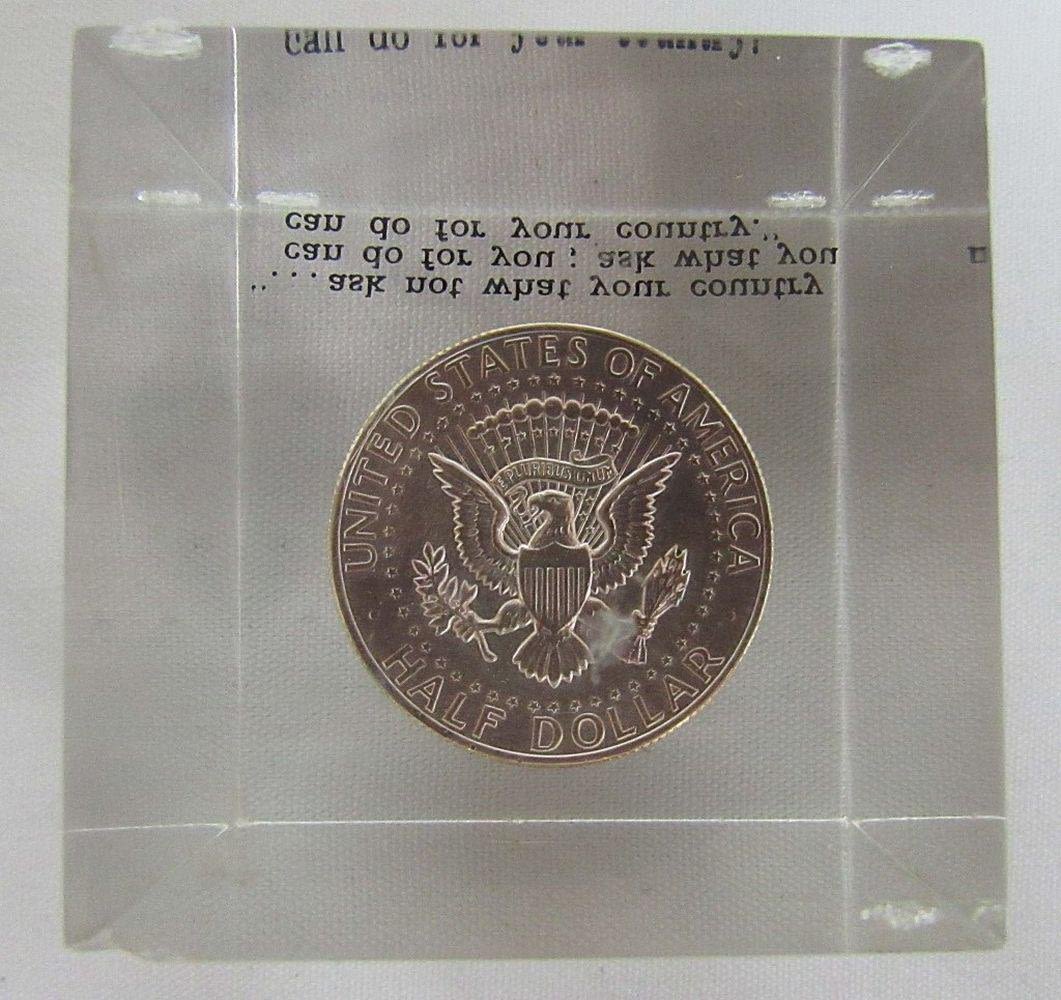 can do for your country.
can do for your country."
can do for you ; ask what you
"...ask not what your country
UNITED STATES OF AMERICA
E PLURIBUS UNUM
HALF DOLLAR